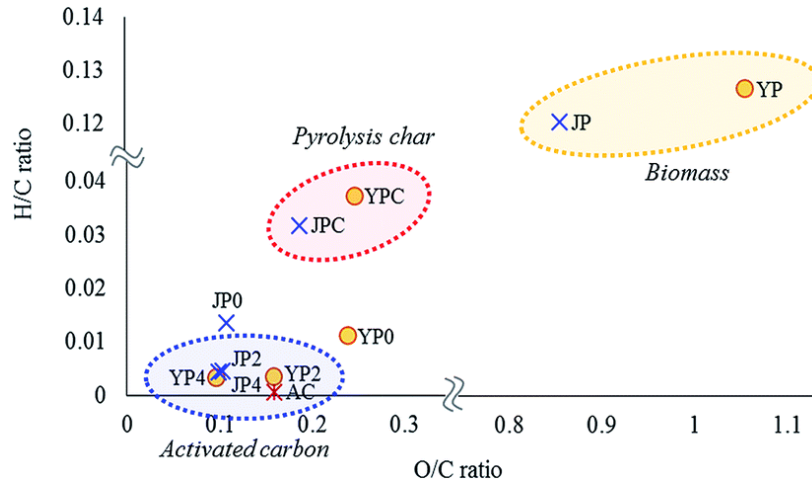 0.14
0.13
YP
0.12
JP
Pyrolysis char
Biomass
H/C ratio
0.04
YPC
0.03
JPC
0.02
JP0
0.01
YP0
JP2
YP4
YP2
JP4
AC
0
0
0.1
0.2
0.3
0.8
0.9
1
1.1
Activated carbon
O/C ratio